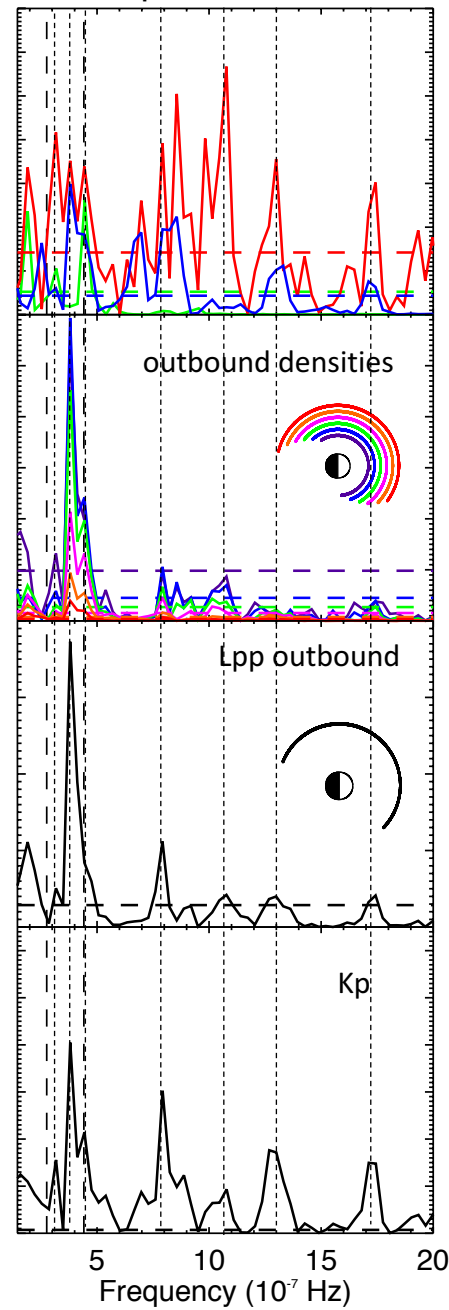 outbound densities
Lpp outbound
Kp
5 10 15 20
Frequency (10⁻⁷ Hz)